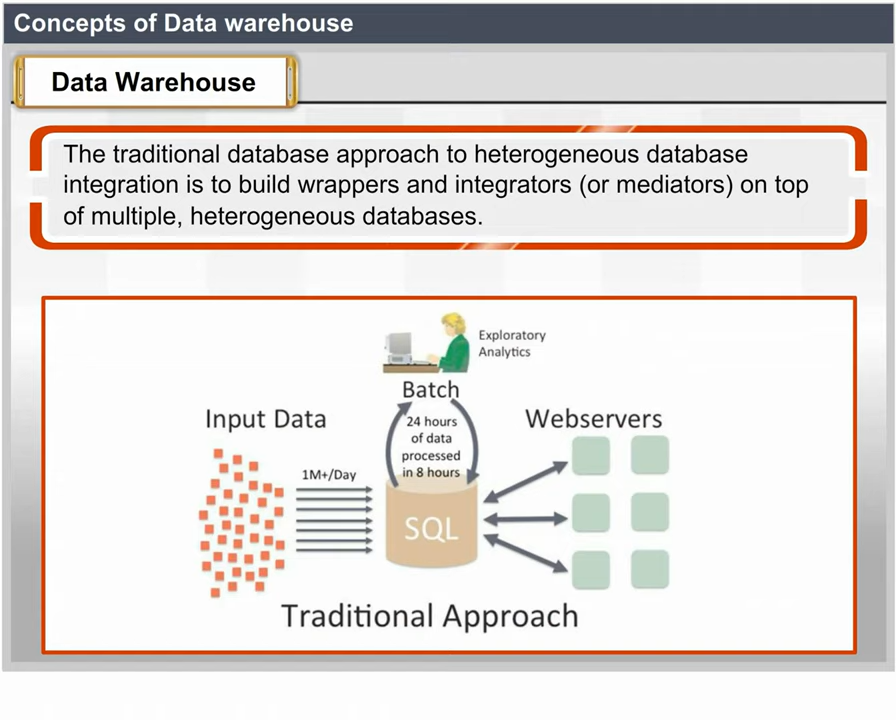 Concepts of Data warehouse
Data Warehouse
The traditional database approach to heterogeneous database
integration is to build wrappers and integrators (or mediators) on top
of multiple, heterogeneous databases.
Exploratory
Analytics
Batch
Input Data
24 hours
of data
processed
in 8 hours
Webservers
1M+/Day
SQL
Traditional Approach